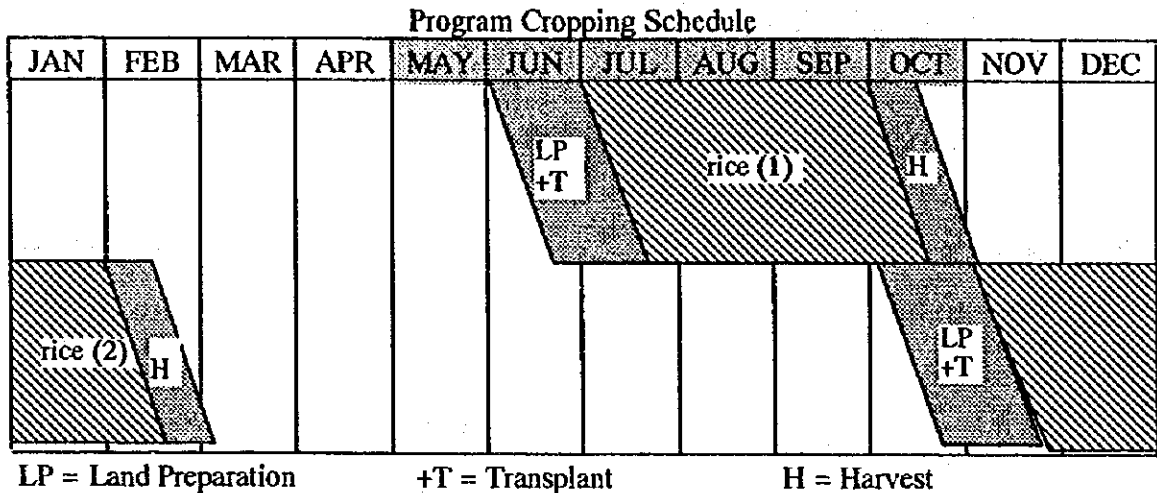 Program Cropping Schedule
JAN FEB MAR APR MAY JUN JUL AUG SEP OCT NOV DEC
LP
+T
rice (1)
H
rice (2)
H
LP
+T
LP = Land Preparation +T = Transplant H = Harvest